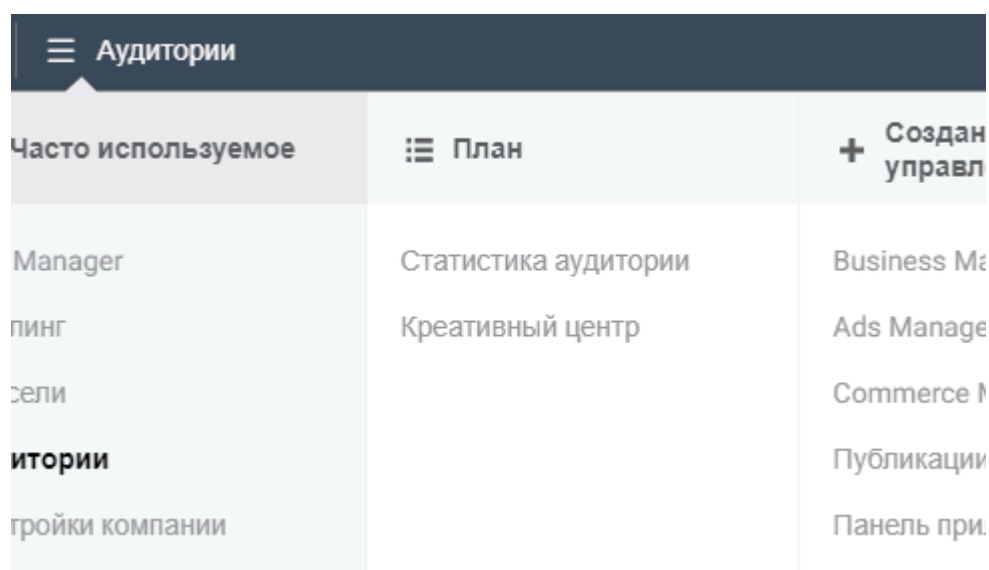 Аудитории
Часто используемое
План
Создан
управл
Manager
линг
сели
итории
тройки компании
Статистика аудитории
Креативный центр
Business Ma
Ads Manage
Commerce M
Публикации
Панель при